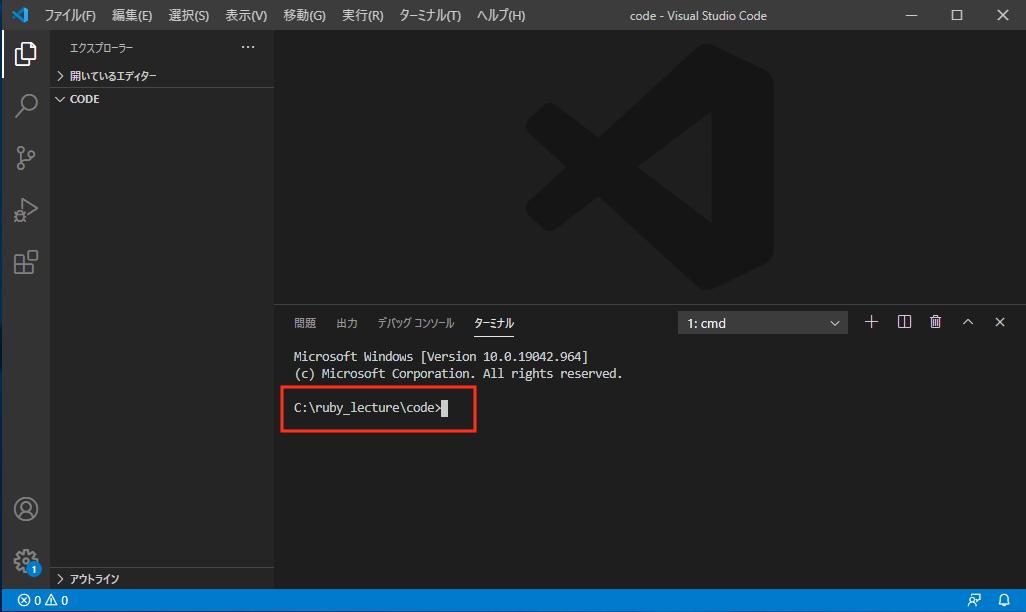 ファイル(F) 編集(E) 選択(S) 表示(V) 移動(G) 実行(R) ターミナル(T) ヘルプ(H) code - Visual Studio Code
エクスプローラー
開いているエディター
CODE
問題 出力 デバッグ コンソール ターミナル 1: cmd
Microsoft Windows [Version 10.0.19042.964]
(c) Microsoft Corporation. All rights reserved.
C:\ruby_lecture\code>
1
アウトライン
0 0